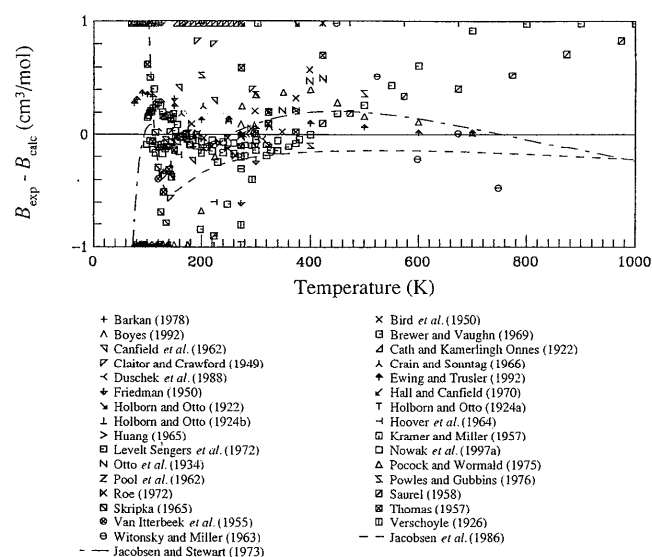 1
0
−1
B_exp - B_calc (cm³/mol)
0 200 400 600 800 1000
Temperature (K)
Barkan (1978)
Boyes (1992)
Canfield et al. (1962)
Claitor and Crawford (1949)
Duschek et al. (1988)
Friedman (1950)
Holborn and Otto (1922)
Holborn and Otto (1924b)
Huang (1965)
Levelt Sengers et al. (1972)
Otto et al. (1934)
Pool et al. (1962)
Roe (1972)
Skripka (1965)
Van Itterbeek et al. (1955)
Witonsky and Miller (1963)
Jacobsen and Stewart (1973)
Bird et al. (1950)
Brewer and Vaughn (1969)
Cath and Kamerlingh Onnes (1922)
Crain and Sonntag (1966)
Ewing and Trusler (1992)
Hall and Canfield (1970)
Holborn and Otto (1924a)
Hoover et al. (1964)
Kramer and Miller (1957)
Nowak et al. (1997a)
Pocock and Wormald (1975)
Powles and Gubbins (1976)
Saurel (1958)
Thomas (1957)
Verschoyle (1926)
Jacobsen et al. (1986)